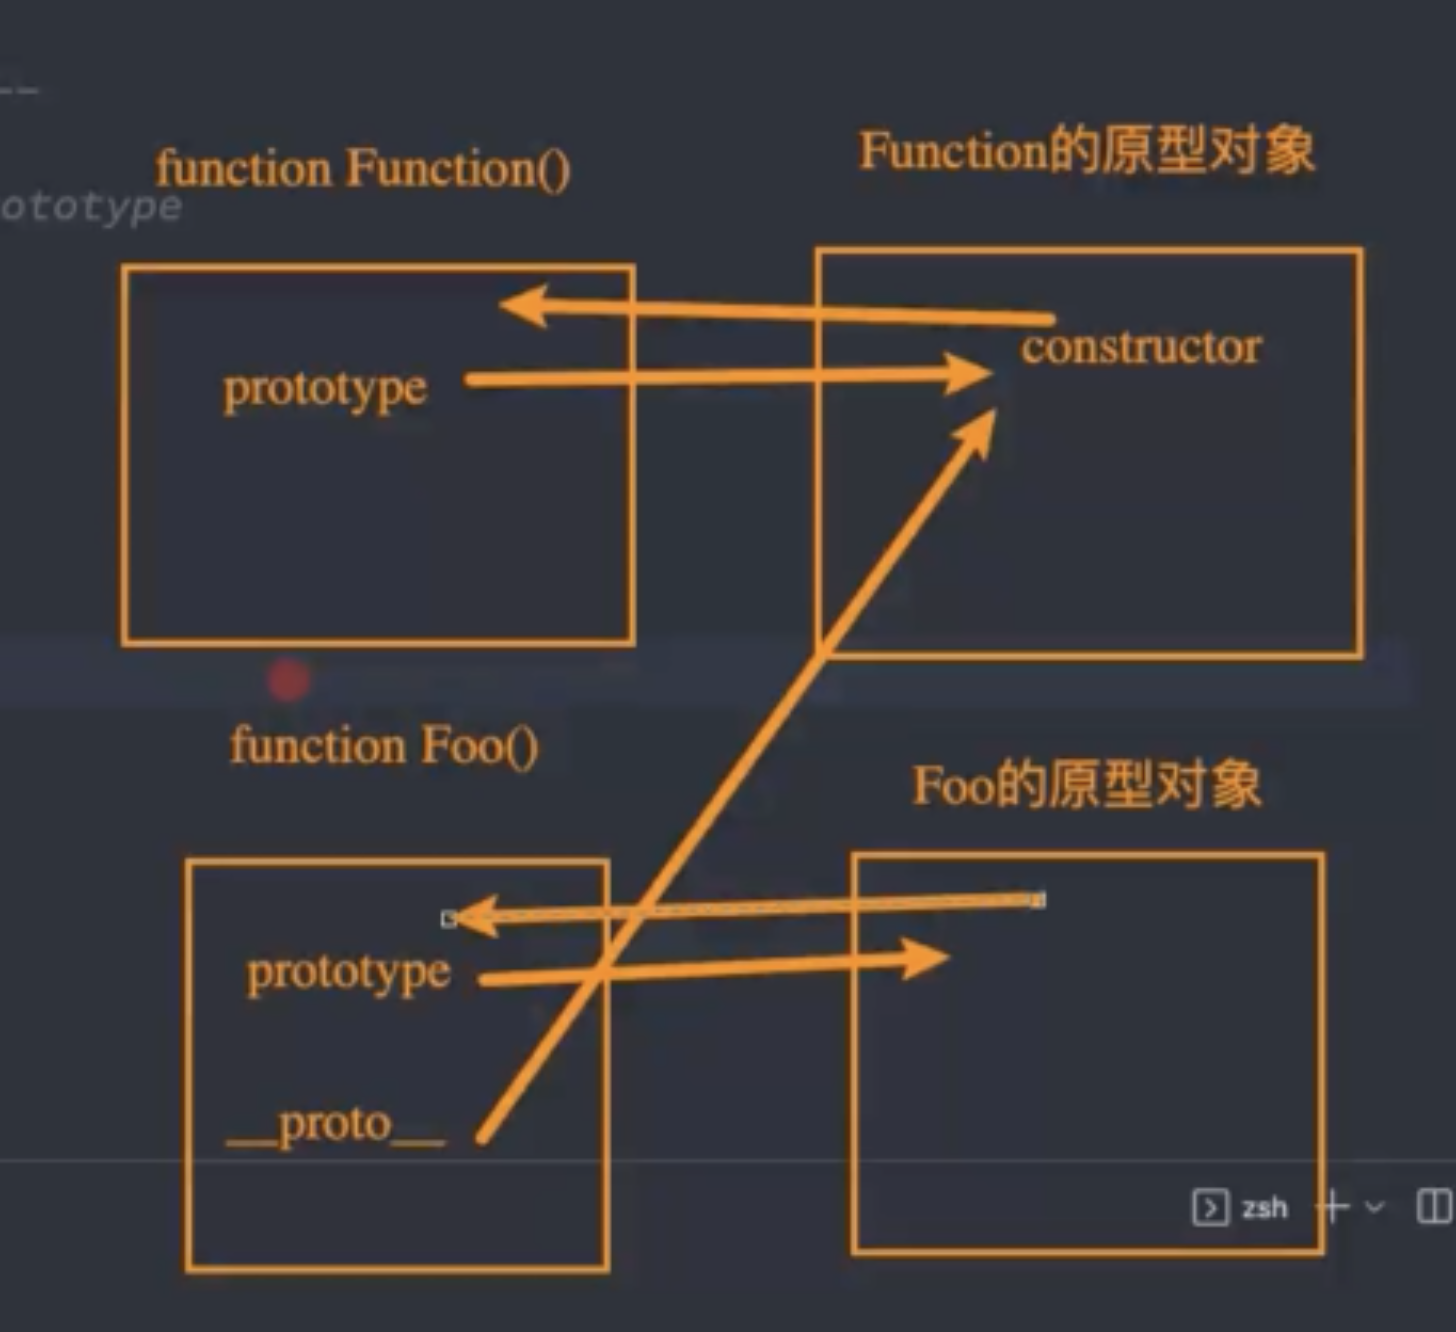 --
function Function()
Function的原型对象
ototype
constructor
prototype
function Foo()
Foo的原型对象
prototype
__proto__
zsh